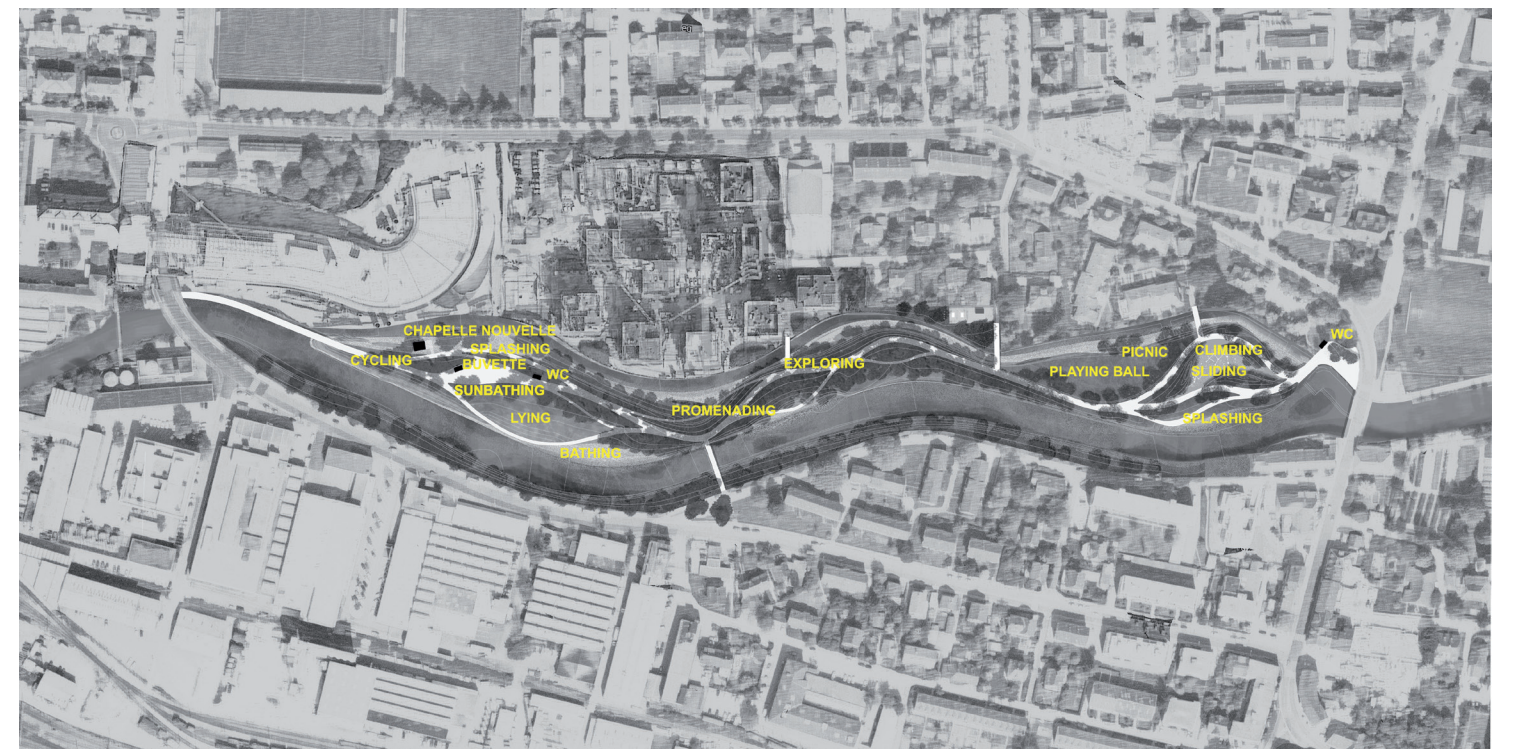 CHAPELLE NOUVELLE
SPLASHING
CYCLING
BUVETTE
WC
SUNBATHING
LYING
BATHING
PROMENADING
EXPLORING
PICNIC
PLAYING BALL
CLIMBING
SLIDING
SPLASHING
WC